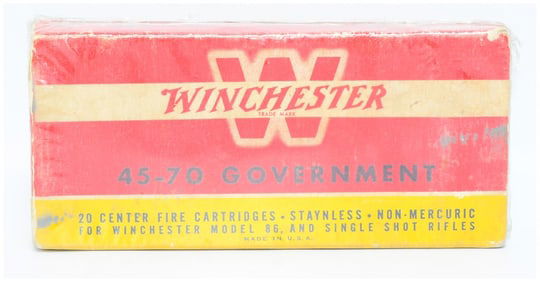 W
WINCHESTER
TRADE MARK
45-70 GOVERNMENT
20 CENTER FIRE CARTRIDGES • STAYNLESS • NON-MERCURIC
FOR WINCHESTER MODEL 86, AND SINGLE SHOT RIFLES
MADE IN U.S.A.